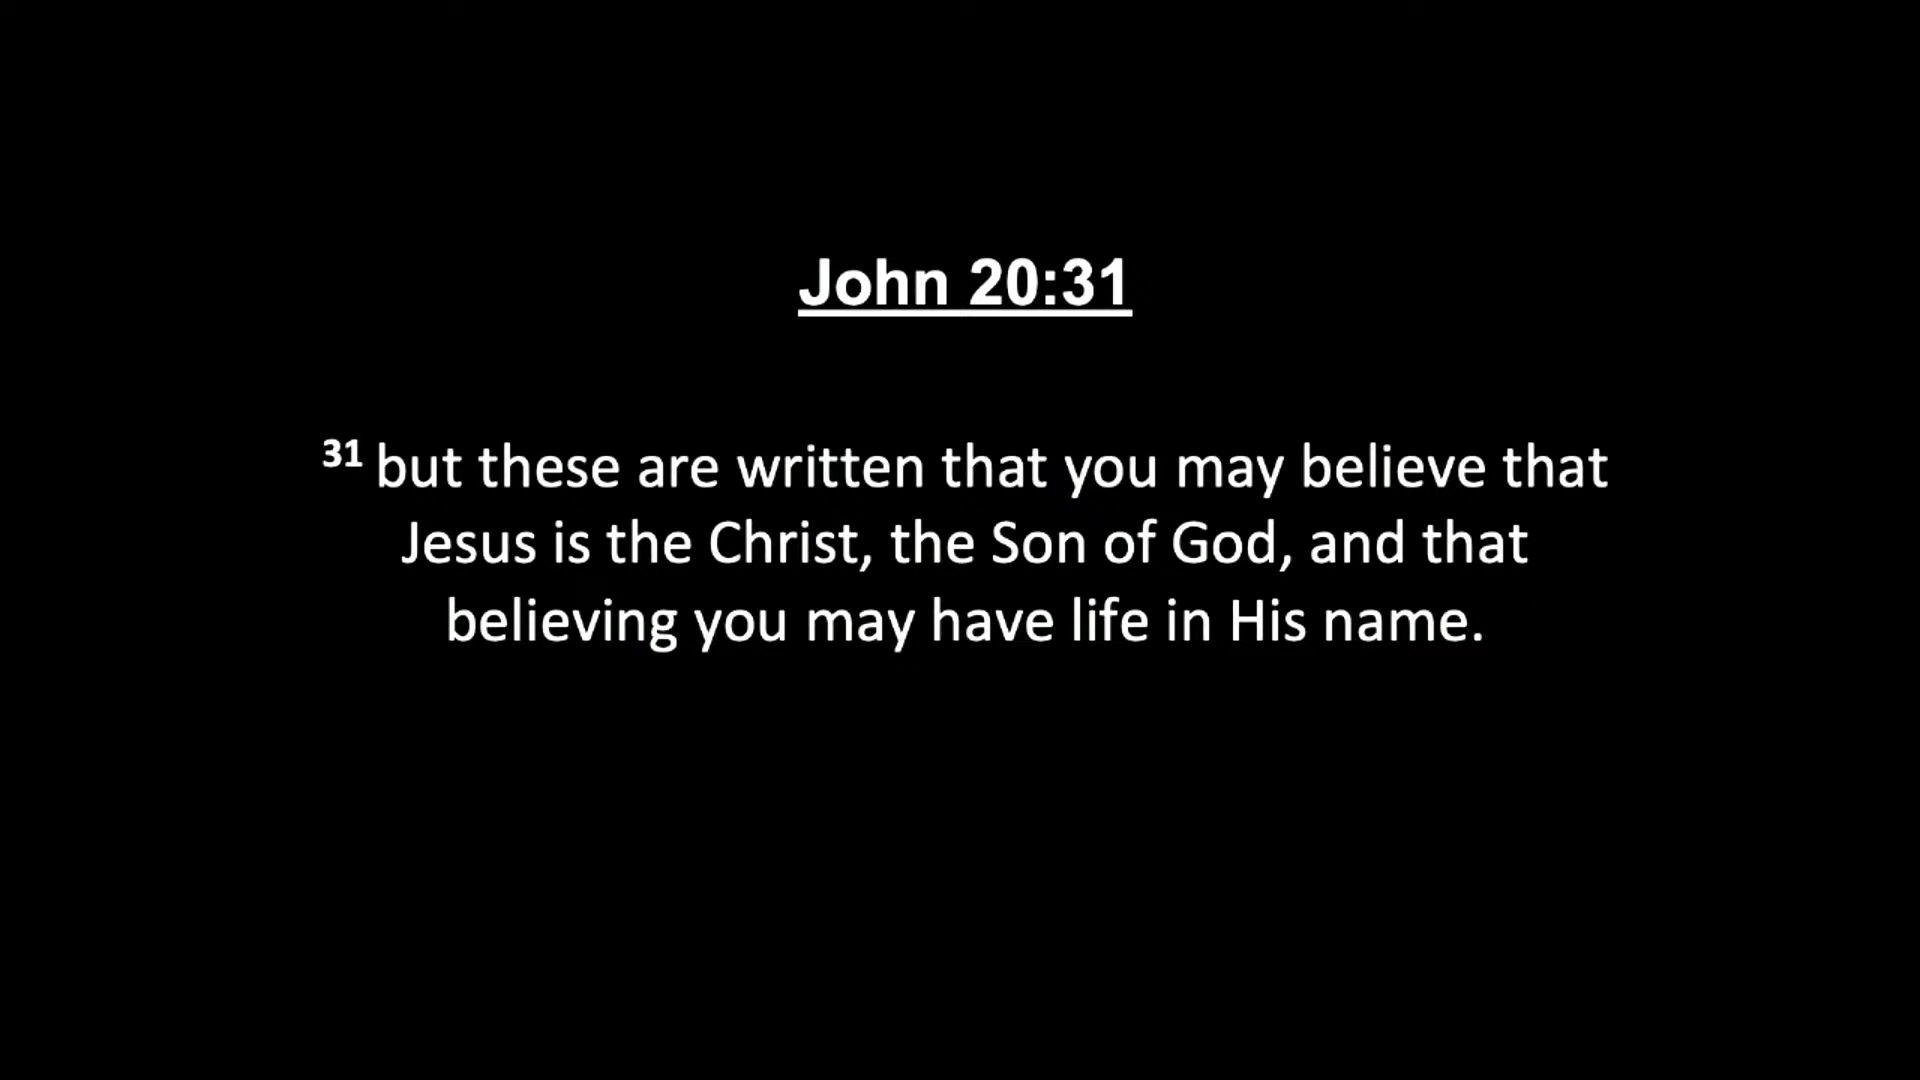 John 20:31
31 but these are written that you may believe that
Jesus is the Christ, the Son of God, and that
believing you may have life in His name.